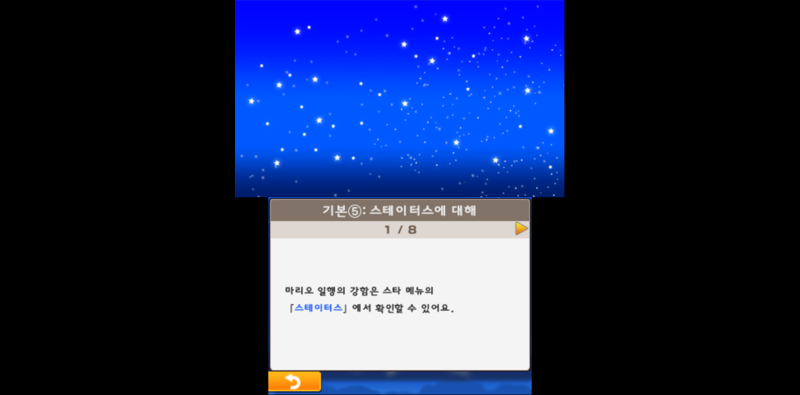 기본⑤: 스테이터스에 대해
1 / 8
마리오 일행의 강함은 스타 메뉴의
「스테이터스」에서 확인할 수 있어요.